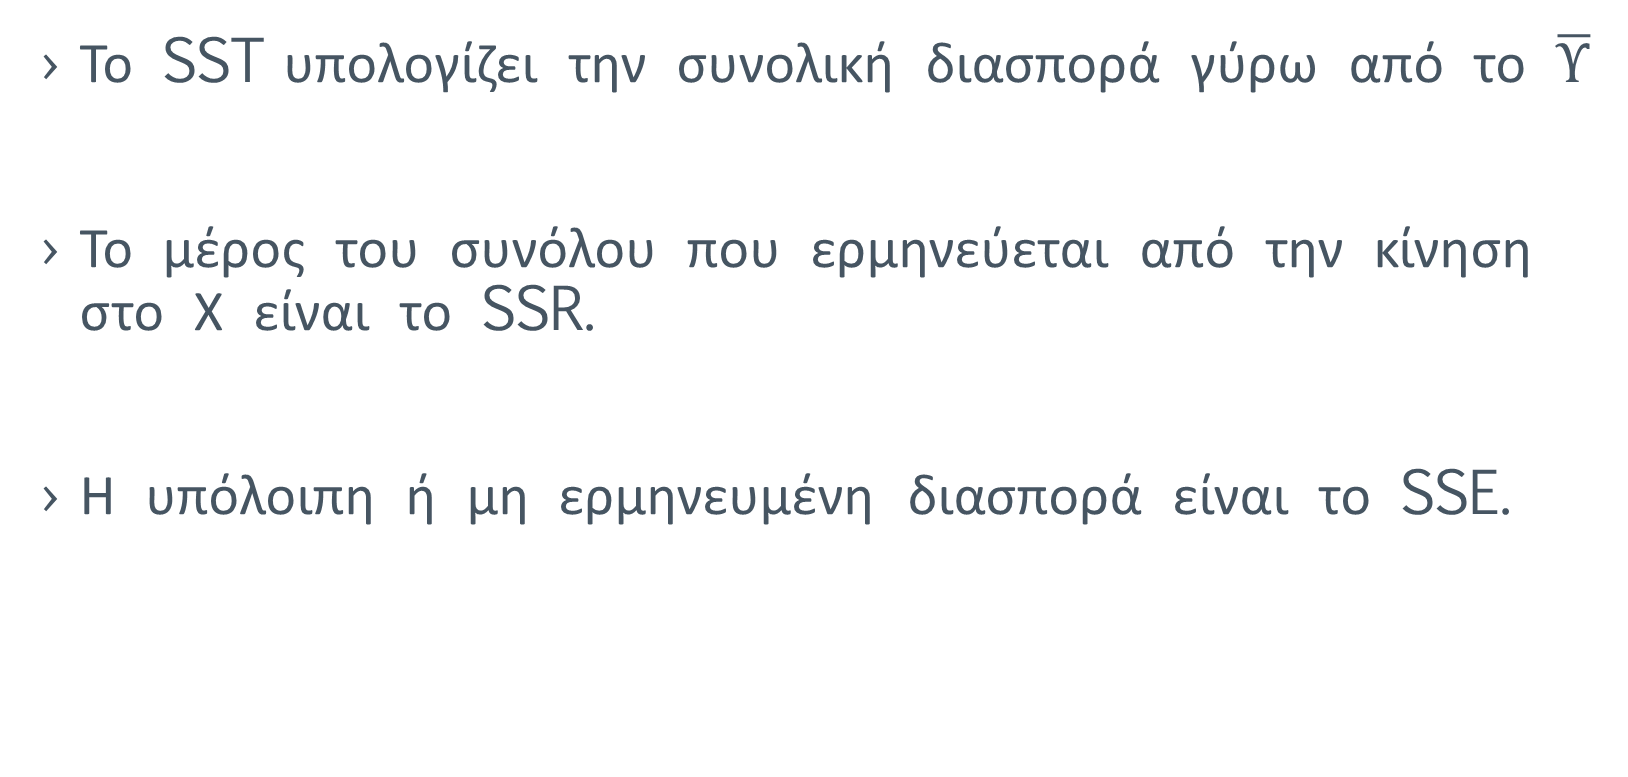 › Το SST υπολογίζει την συνολική διασπορά γύρω από το Ῡ
› Το μέρος του συνόλου που ερμηνεύεται από την κίνηση
στο Χ είναι το SSR.
› Η υπόλοιπη ή μη ερμηνευμένη διασπορά είναι το SSE.